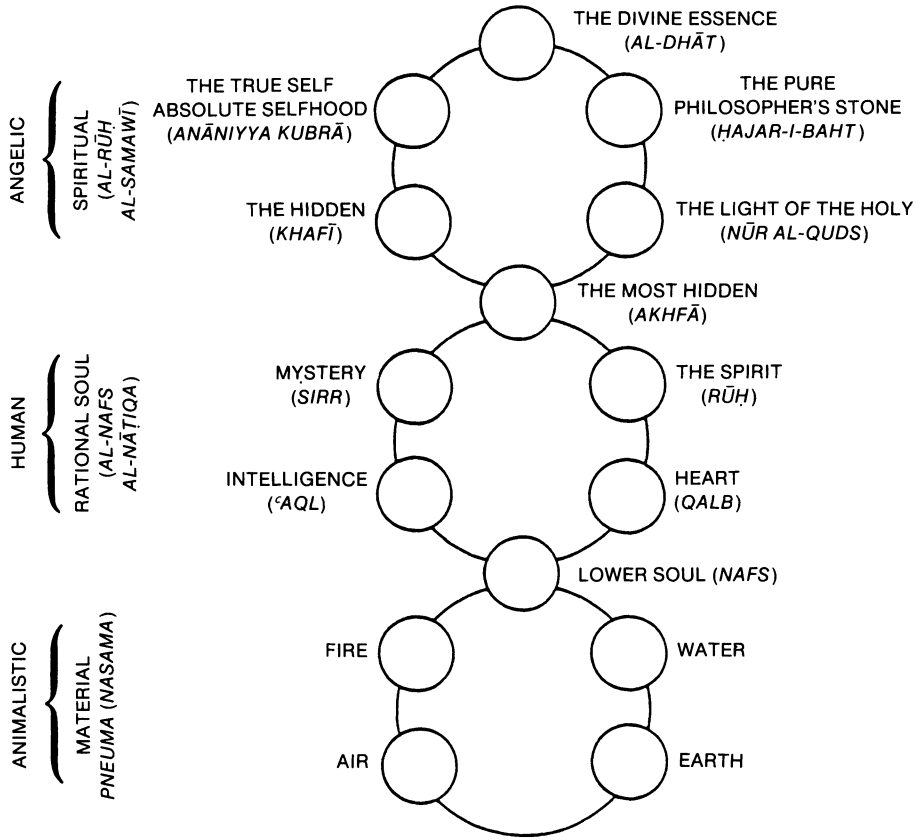 THE DIVINE ESSENCE
(AL-DHĀT)
THE TRUE SELF
ABSOLUTE SELFHOOD
(ANĀNIYYA KUBRĀ)
THE PURE
PHILOSOPHER'S STONE
(ḤAJAR-I-BAHT)
ANGELIC
SPIRITUAL
(AL-RŪḤ
AL-SAMAWĪ)
THE HIDDEN
(KHAFĪ)
THE LIGHT OF THE HOLY
(NŪR AL-QUDS)
THE MOST HIDDEN
(AKHFĀ)
MYSTERY
(SIRR)
THE SPIRIT
(RŪḤ)
HUMAN
RATIONAL SOUL
(AL-NAFS
AL-NĀṬIQA)
INTELLIGENCE
(ʿAQL)
HEART
(QALB)
LOWER SOUL (NAFS)
FIRE
WATER
ANIMALISTIC
MATERIAL
PNEUMA (NASAMA)
AIR
EARTH